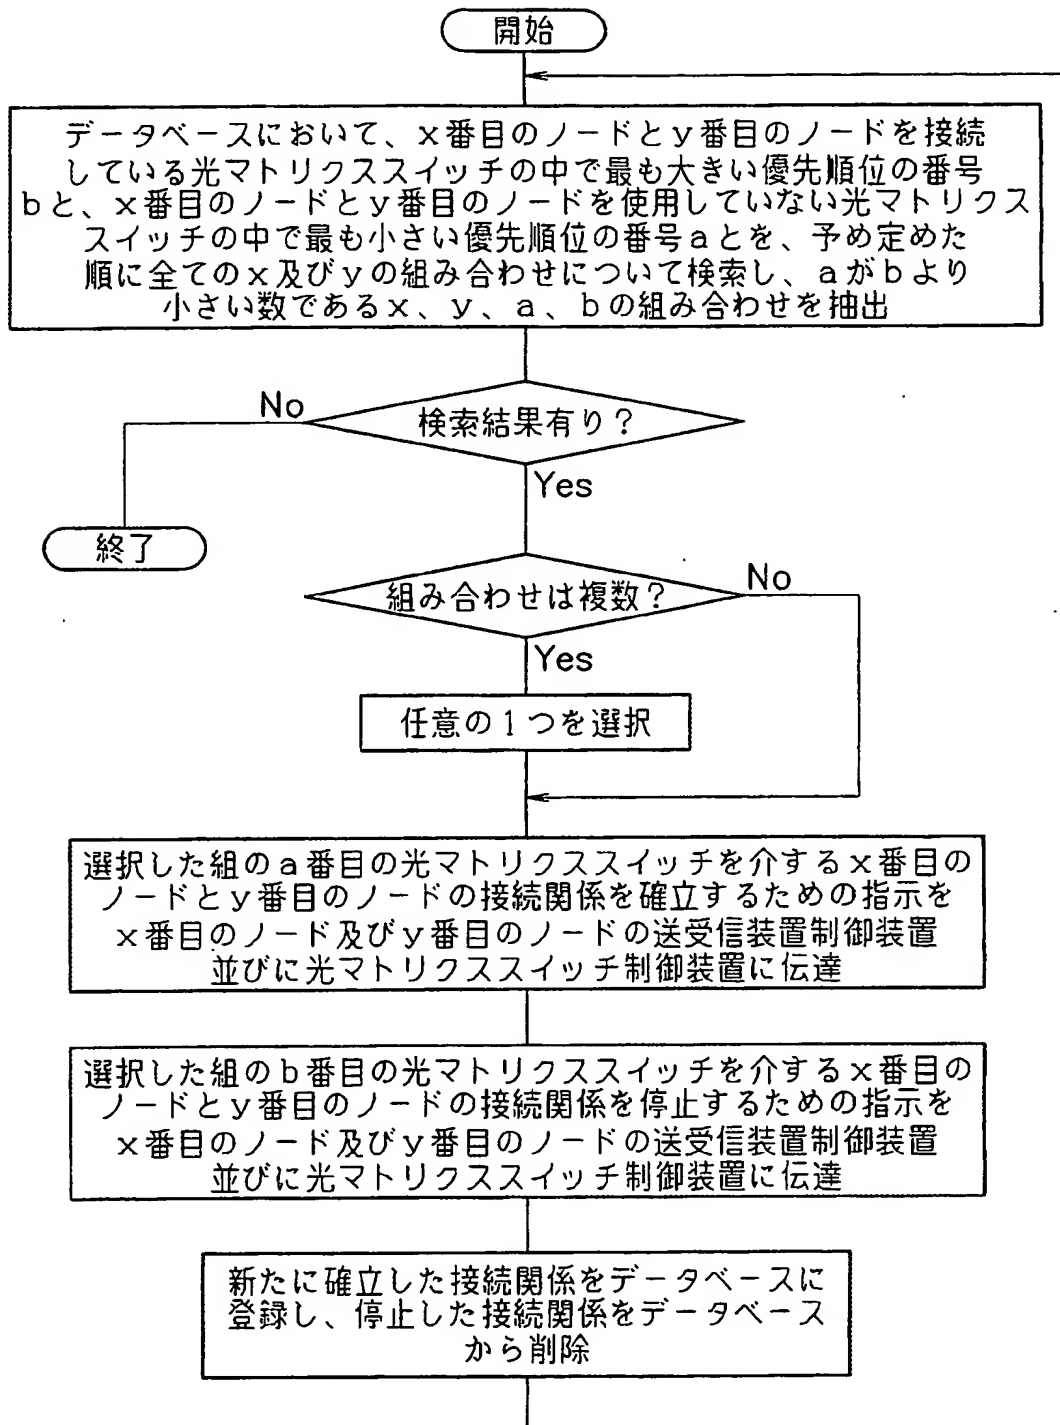 開始
データベースにおいて、x番目のノードとy番目のノードを接続
している光マトリクススイッチの中で最も大きい優先順位の番号
bと、x番目のノードとy番目のノードを使用していない光マトリクス
スイッチの中で最も小さい優先順位の番号aとを、予め定めた
順に全てのx及びyの組み合わせについて検索し、aがbより
小さい数であるx、y、a、bの組み合わせを抽出
No
検索結果有り？
Yes
終了
組み合わせは複数？
No
Yes
任意の1つを選択
選択した組のa番目の光マトリクススイッチを介するx番目の
ノードとy番目のノードの接続関係を確立するための指示を
x番目のノード及びy番目のノードの送受信装置制御装置
並びに光マトリクススイッチ制御装置に伝達
選択した組のb番目の光マトリクススイッチを介するx番目の
ノードとy番目のノードの接続関係を停止するための指示を
x番目のノード及びy番目のノードの送受信装置制御装置
並びに光マトリクススイッチ制御装置に伝達
新たに確立した接続関係をデータベースに
登録し、停止した接続関係をデータベース
から削除